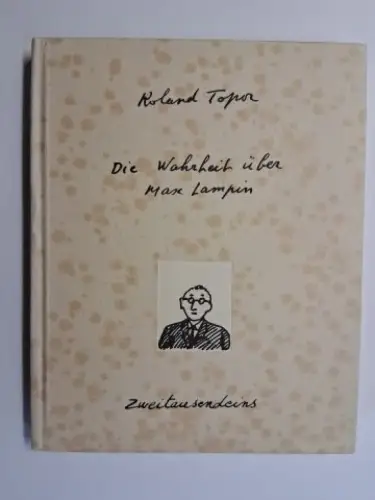 Roland Topor
Die Wahrheit über
Max Lampin
Zweitausendeins